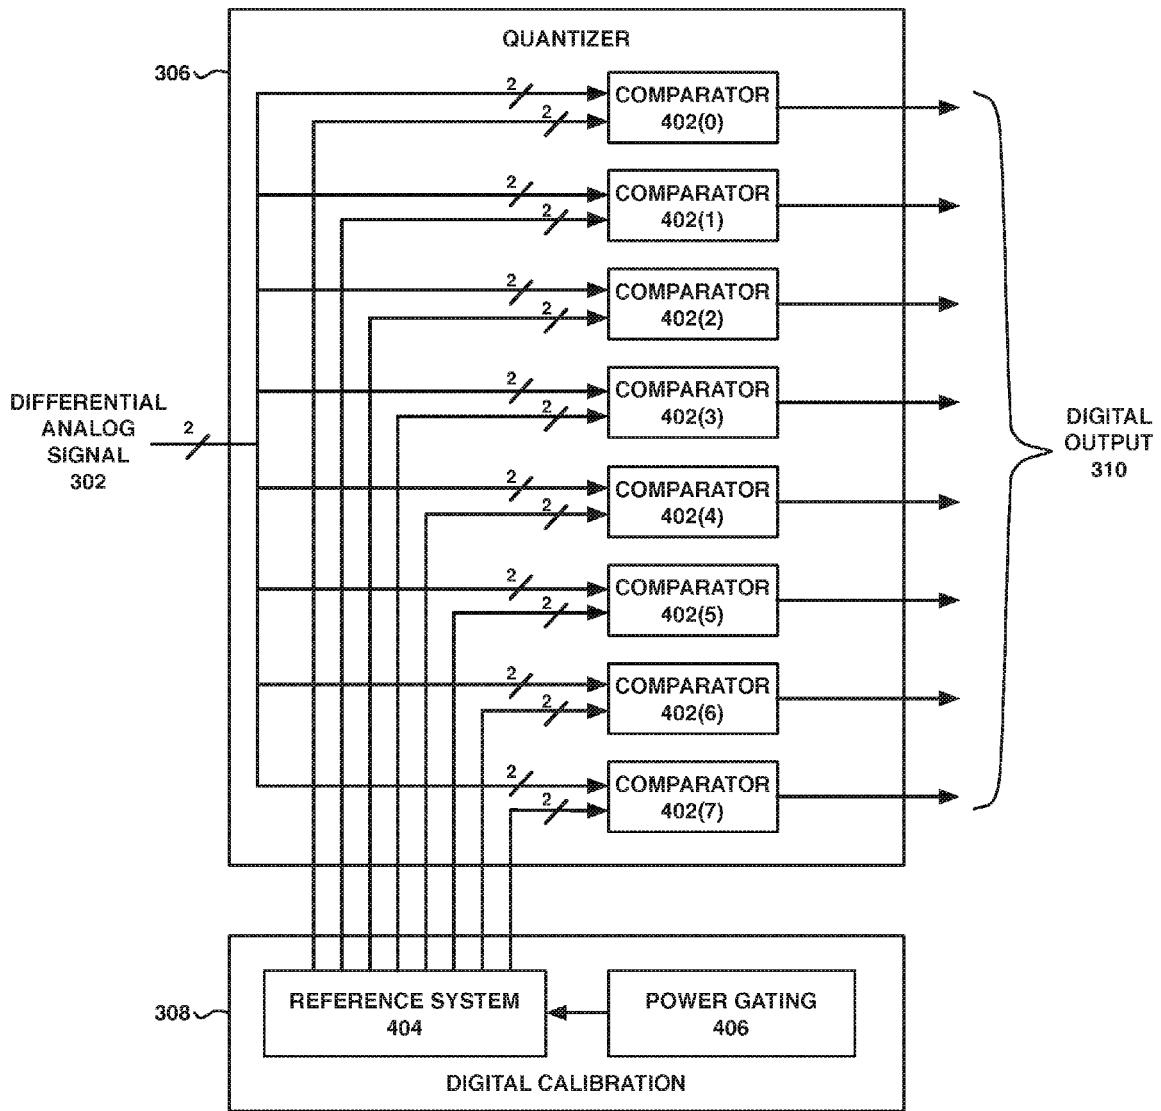 QUANTIZER
306
2
2
COMPARATOR
402(0)
2
2
COMPARATOR
402(1)
2
2
COMPARATOR
402(2)
2
2
COMPARATOR
402(3)
DIFFERENTIAL
ANALOG
SIGNAL
302
2
DIGITAL
OUTPUT
310
2
2
COMPARATOR
402(4)
2
2
COMPARATOR
402(5)
2
2
COMPARATOR
402(6)
2
2
COMPARATOR
402(7)
308
REFERENCE SYSTEM
404
POWER GATING
406
DIGITAL CALIBRATION